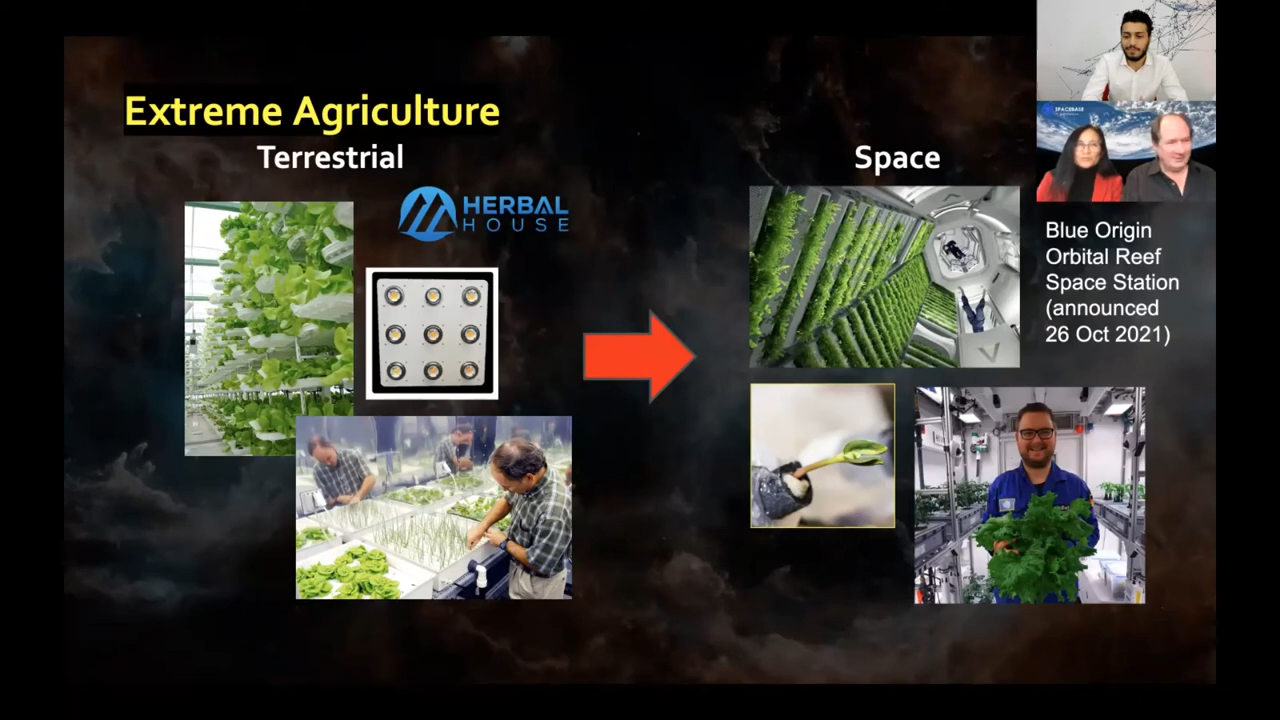 Extreme Agriculture
Terrestrial
HERBAL
HOUSE
Space
SPACEBASE
Blue Origin
Orbital Reef
Space Station
(announced
26 Oct 2021)